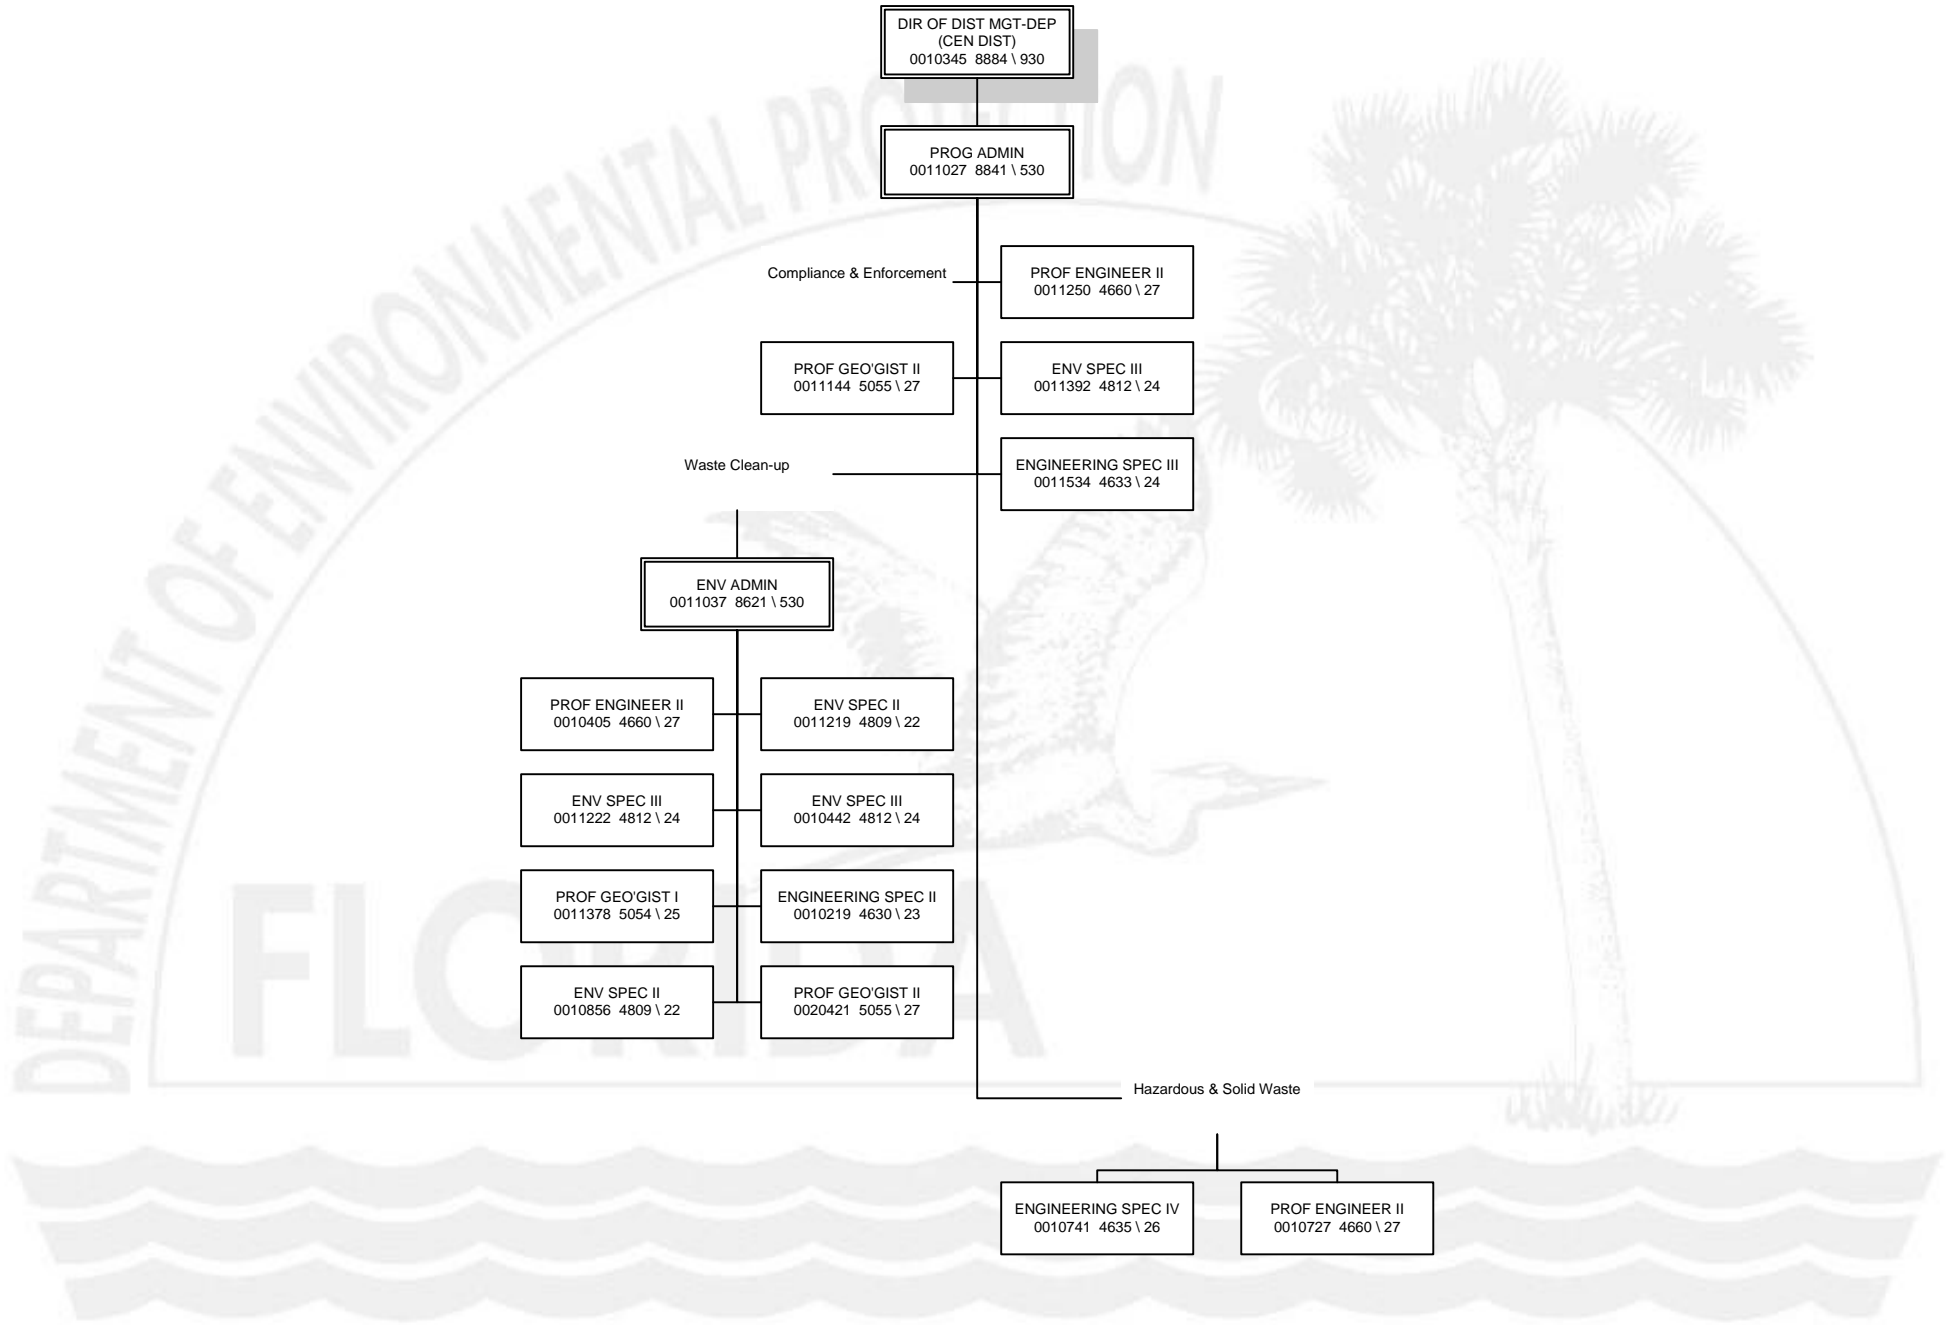 DEPARTMENT OF ENVIRONMENTAL PROTECTION
DIR OF DIST MGT-DEP
(CEN DIST)
0010345 8884 \ 930
PROG ADMIN
0011027 8841 \ 530
Compliance & Enforcement
PROF ENGINEER II
0011250 4660 \ 27
PROF GEO'GIST II
0011144 5055 \ 27
ENV SPEC III
0011392 4812 \ 24
Waste Clean-up
ENGINEERING SPEC III
0011534 4633 \ 24
ENV ADMIN
0011037 8621 \ 530
PROF ENGINEER II
0010405 4660 \ 27
ENV SPEC II
0011219 4809 \ 22
ENV SPEC III
0011222 4812 \ 24
ENV SPEC III
0010442 4812 \ 24
PROF GEO'GIST I
0011378 5054 \ 25
ENGINEERING SPEC II
0010219 4630 \ 23
ENV SPEC II
0010856 4809 \ 22
PROF GEO'GIST II
0020421 5055 \ 27
FLORIDA
Hazardous & Solid Waste
ENGINEERING SPEC IV
0010741 4635 \ 26
PROF ENGINEER II
0010727 4660 \ 27